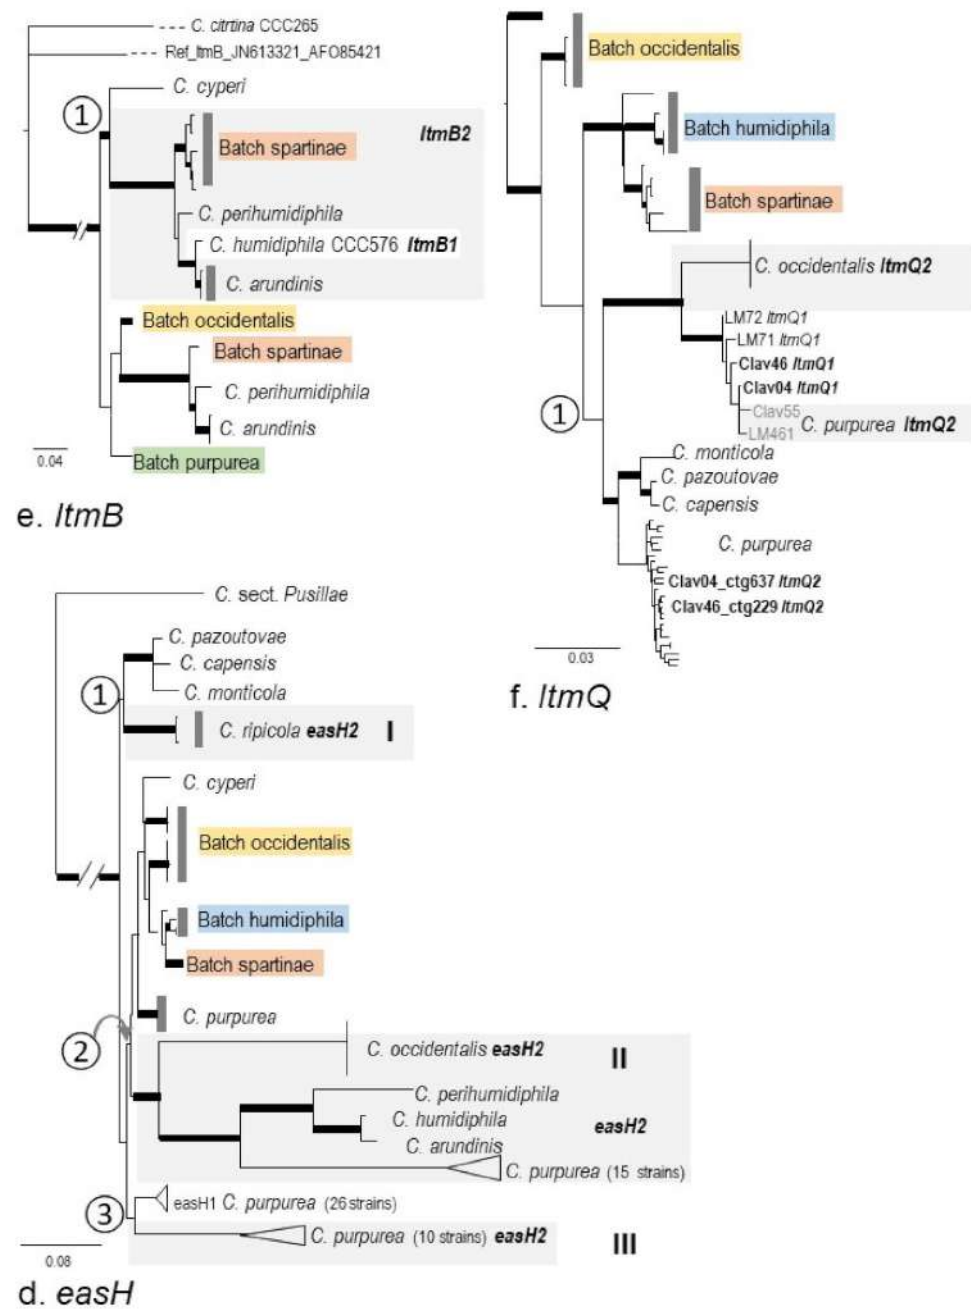 C. citrtina CCC265
Ref_ltmB_JN613321_AFO85421
C. cyperi
1
ltmB2
Batch spartinae
C. perihumidiphila
C. humidiphila CCC576 ltmB1
C. arundinis
Batch occidentalis
Batch spartinae
C. perihumidiphila
C. arundinis
Batch purpurea
0.04
e. ltmB
Batch occidentalis
Batch humidiphila
Batch spartinae
C. occidentalis ltmQ2
LM72 ltmQ1
LM71 ltmQ1
Clav46 ltmQ1
Clav04 ltmQ1
1
Clav55
C. purpurea ltmQ2
LM461
C. monticola
C. pazoutovae
C. capensis
C. purpurea
Clav04_ctg637 ltmQ2
Clav46_ctg229 ltmQ2
0.03
f. ltmQ
C. sect. Pusillae
C. pazoutovae
C. capensis
1
C. monticola
C. ripicola easH2 I
C. cyperi
Batch occidentalis
Batch humidiphila
Batch spartinae
C. purpurea
2
C. occidentalis easH2 II
C. perihumidiphila
C. humidiphila
easH2
C. arundinis
C. purpurea (15 strains)
3
easH1 C. purpurea (26 strains)
C. purpurea (10 strains) easH2 III
0.08
d. easH